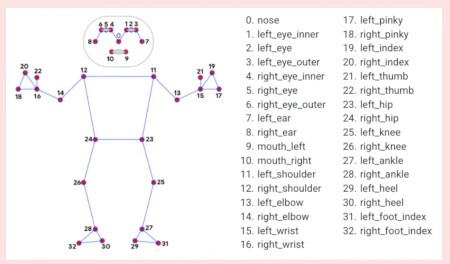 6 5 4 1 2 3
0
8 7
10 9
20 22 12 11 21 19
18 16 14 13 15 17
24 23
26 25
28 27
32 30 29 31
0. nose
1. left_eye_inner
2. left_eye
3. left_eye_outer
4. right_eye_inner
5. right_eye
6. right_eye_outer
7. left_ear
8. right_ear
9. mouth_left
10. mouth_right
11. left_shoulder
12. right_shoulder
13. left_elbow
14. right_elbow
15. left_wrist
16. right_wrist
17. left_pinky
18. right_pinky
19. left_index
20. right_index
21. left_thumb
22. right_thumb
23. left_hip
24. right_hip
25. left_knee
26. right_knee
27. left_ankle
28. right_ankle
29. left_heel
30. right_heel
31. left_foot_index
32. right_foot_index